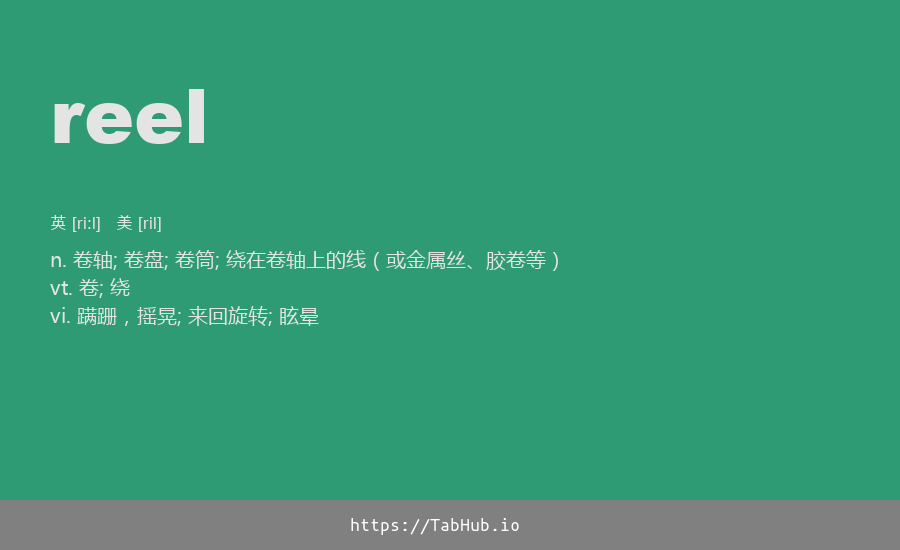 reel
英 [ri:l] 美 [ril]
n. 卷轴; 卷盘; 卷筒; 绕在卷轴上的线（或金属丝、胶卷等）
vt. 卷; 绕
vi. 蹒跚，摇晃; 来回旋转; 眩晕
https://TabHub.io